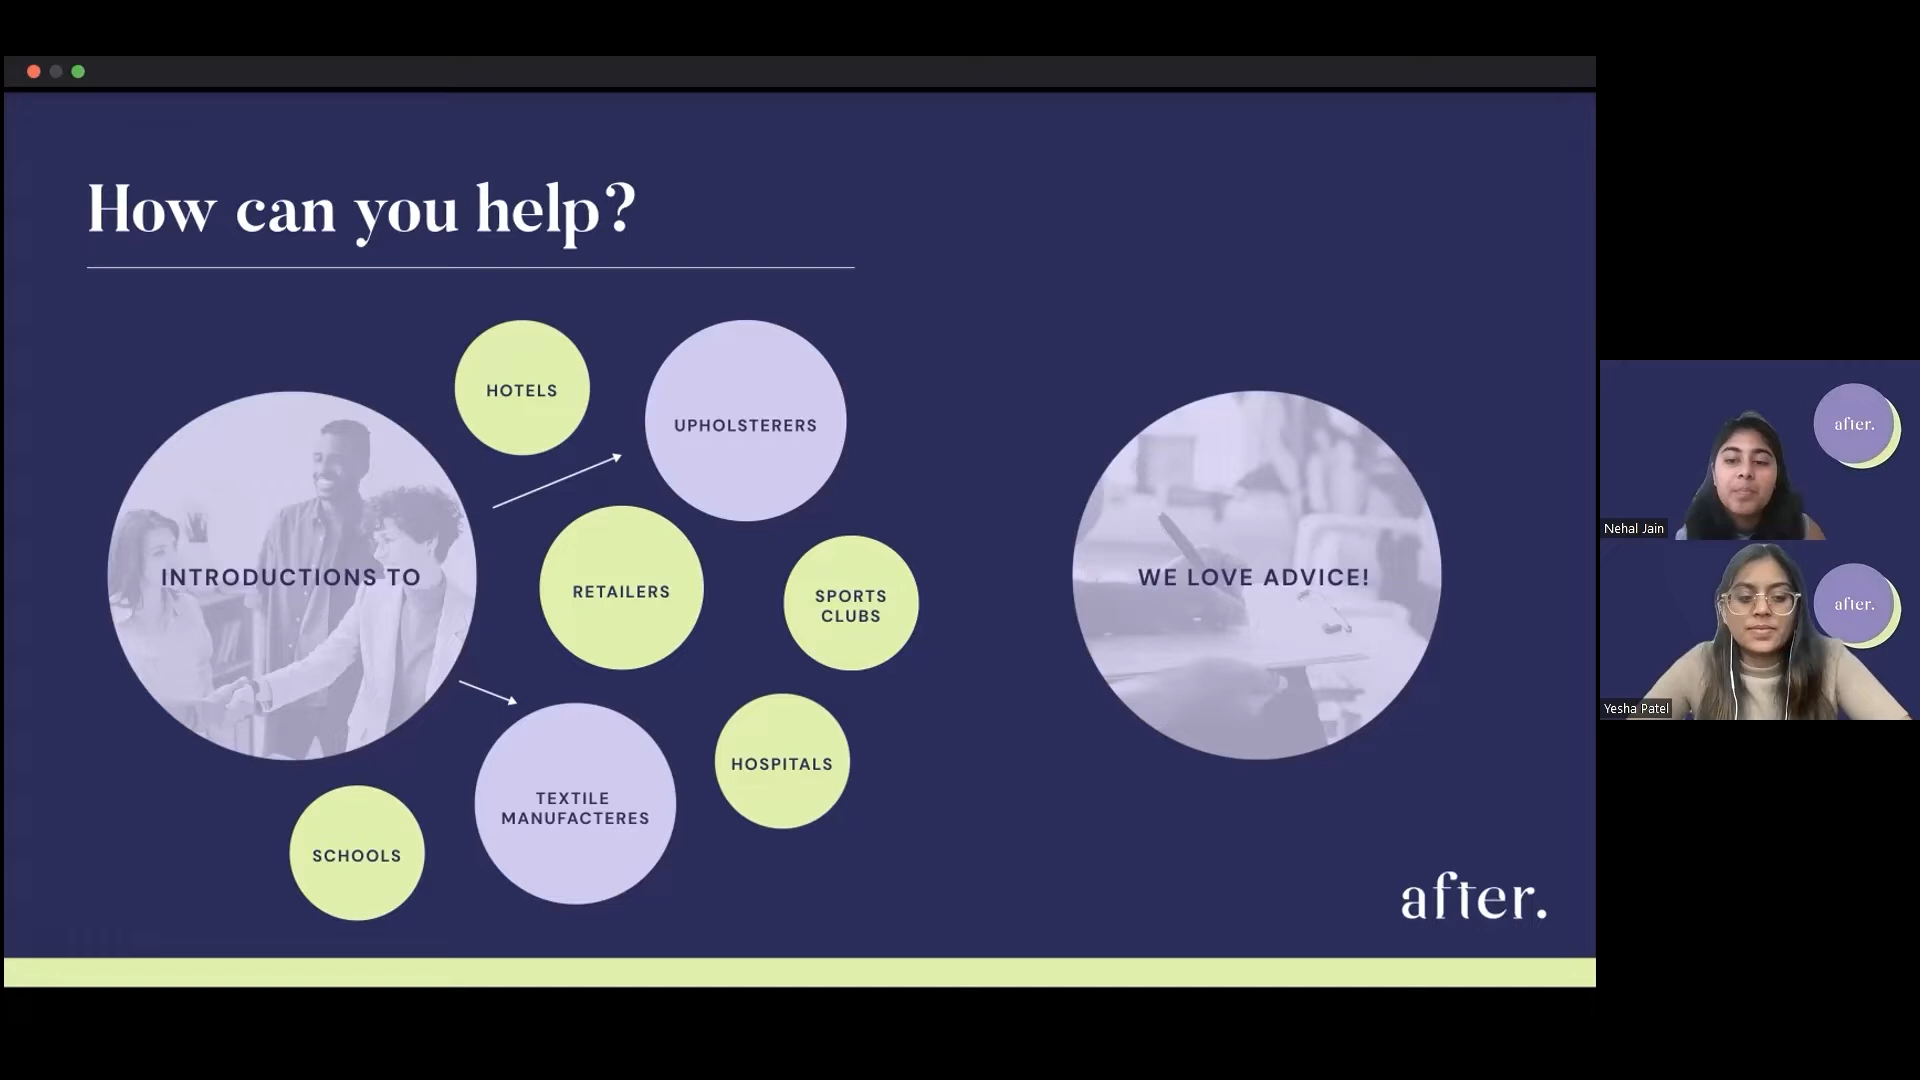 How can you help?
HOTELS
UPHOLSTERERS
INTRODUCTIONS TO
RETAILERS
SPORTS
CLUBS
WE LOVE ADVICE!
HOSPITALS
TEXTILE
MANUFACTERES
SCHOOLS
after.
after.
Nehal Jain
after.
Yesha Patel